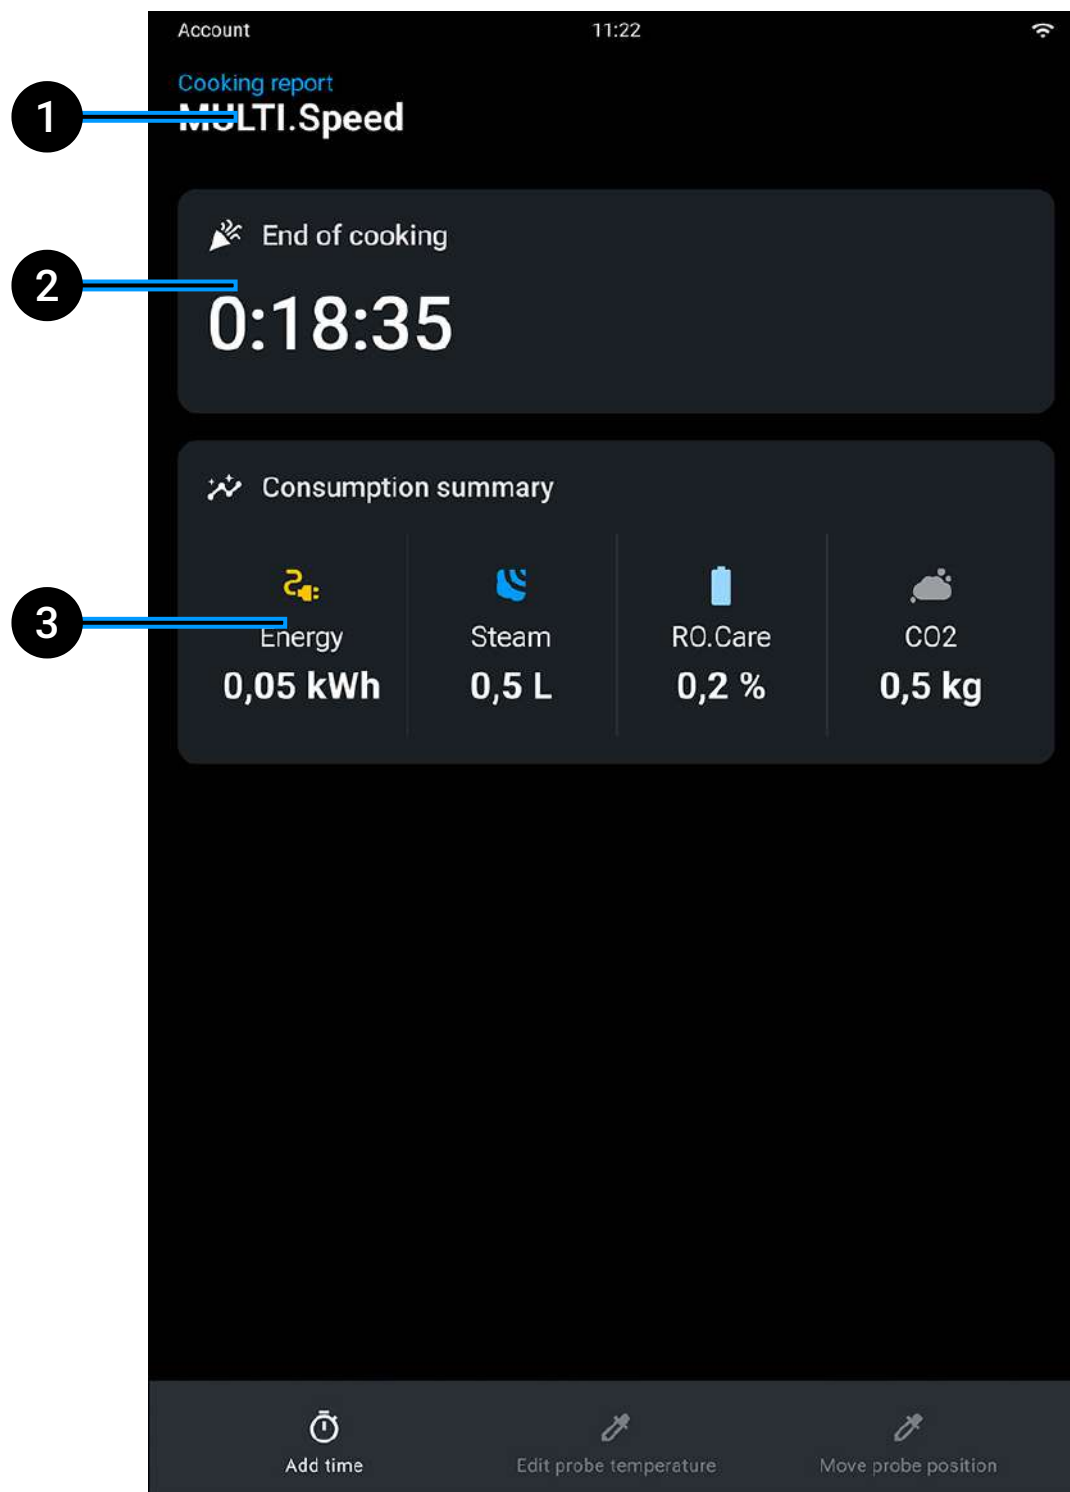 Account 11:22
Cooking report
1 MULTI.Speed
End of cooking
2
0:18:35
Consumption summary
3
Energy Steam RO.Care CO2
0,05 kWh 0,5 L 0,2 % 0,5 kg
Add time Edit probe temperature Move probe position